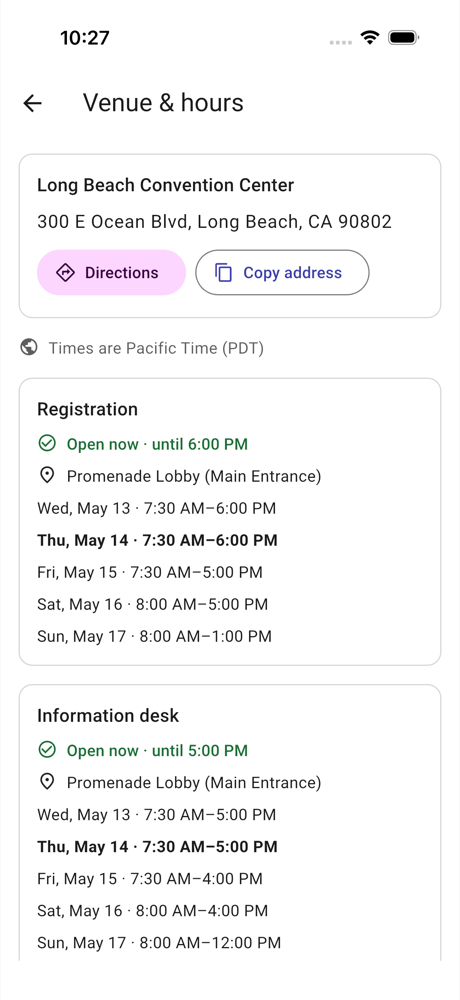 10:27
Venue & hours
Long Beach Convention Center
300 E Ocean Blvd, Long Beach, CA 90802
Directions
Copy address
Times are Pacific Time (PDT)
Registration
Open now · until 6:00 PM
Promenade Lobby (Main Entrance)
Wed, May 13 · 7:30 AM–6:00 PM
Thu, May 14 · 7:30 AM–6:00 PM
Fri, May 15 · 7:30 AM–5:00 PM
Sat, May 16 · 8:00 AM–5:00 PM
Sun, May 17 · 8:00 AM–1:00 PM
Information desk
Open now · until 5:00 PM
Promenade Lobby (Main Entrance)
Wed, May 13 · 7:30 AM–5:00 PM
Thu, May 14 · 7:30 AM–5:00 PM
Fri, May 15 · 7:30 AM–4:00 PM
Sat, May 16 · 8:00 AM–4:00 PM
Sun, May 17 · 8:00 AM–12:00 PM